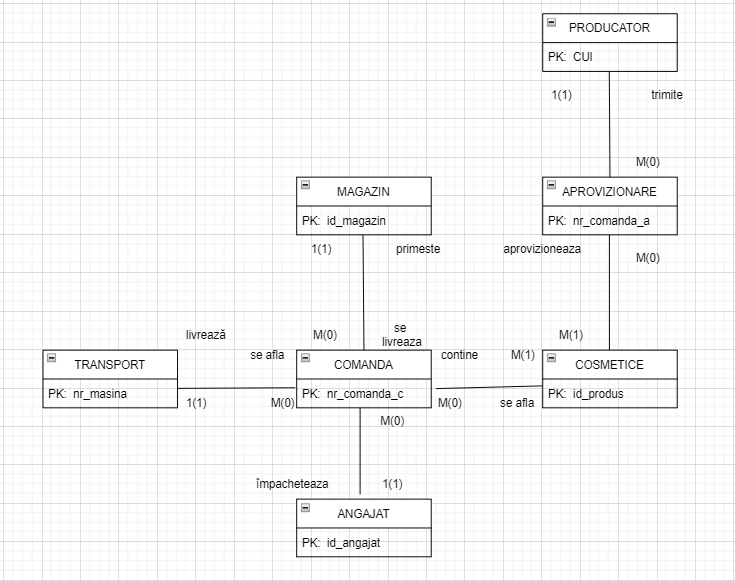 PRODUCATOR
PK: CUI
1(1)
trimite
M(0)
MAGAZIN
PK: id_magazin
APROVIZIONARE
PK: nr_comanda_a
1(1)
primeste
aprovizioneaza
M(0)
livrează
M(0)
se
livreaza
M(1)
se afla
contine
M(1)
TRANSPORT
PK: nr_masina
COMANDA
PK: nr_comanda_c
COSMETICE
PK: id_produs
1(1)
M(0)
M(0)
se afla
M(0)
împacheteaza
1(1)
ANGAJAT
PK: id_angajat